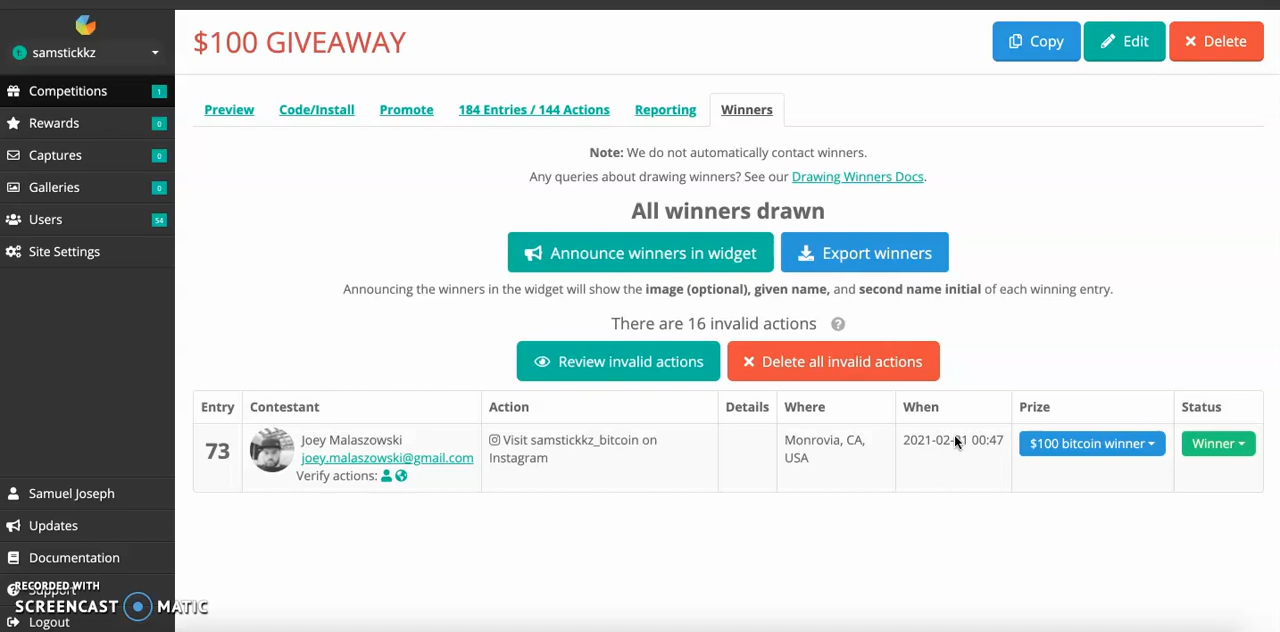 samstickkz
Competitions 1
Rewards 0
Captures 0
Galleries 0
Users 54
Site Settings
Samuel Joseph
Updates
Documentation
Support
Logout
RECORDED WITH
SCREENCAST MATIC
$100 GIVEAWAY
Copy
Edit
Delete
Preview
Code/Install
Promote
184 Entries / 144 Actions
Reporting
Winners
Note: We do not automatically contact winners.
Any queries about drawing winners? See our Drawing Winners Docs.
All winners drawn
Announce winners in widget
Export winners
Announcing the winners in the widget will show the image (optional), given name, and second name initial of each winning entry.
There are 16 invalid actions ?
Review invalid actions
Delete all invalid actions
Entry Contestant Action Details Where When Prize Status
73
Joey Malaszowski
joey.malaszowski@gmail.com
Verify actions:
Visit samstickkz_bitcoin on
Instagram
Monrovia, CA,
USA
00:47
$100 bitcoin winner
Winner